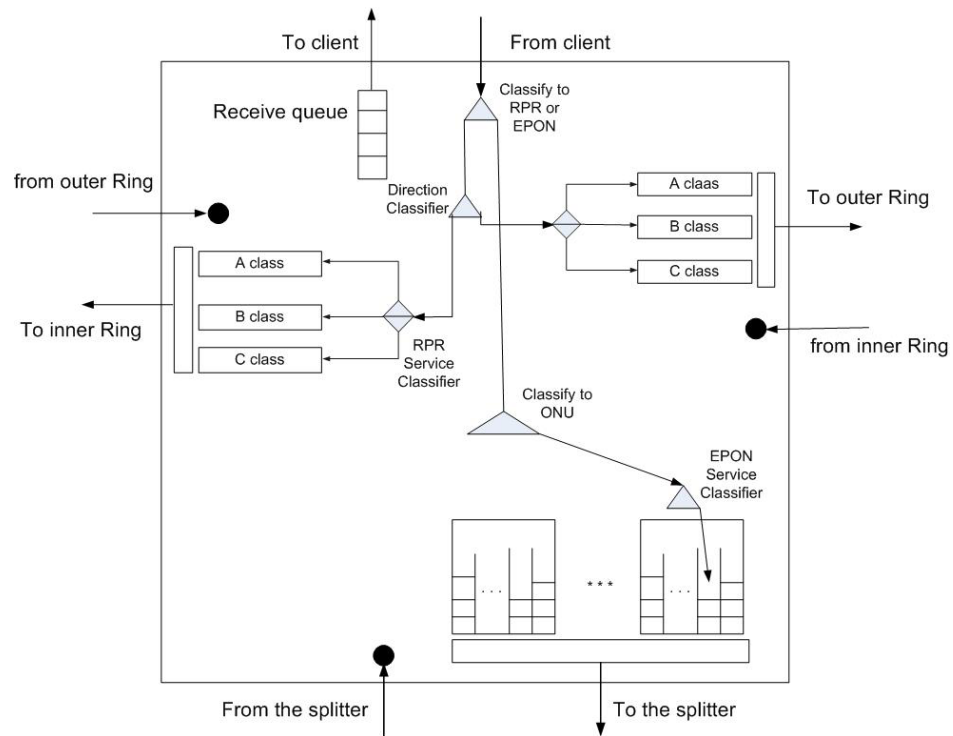 To client
From client
Classify to
RPR or
EPON
Receive queue
from outer Ring
Direction
Classifier
A claas
To outer Ring
B class
C class
A class
B class
C class
To inner Ring
RPR
Service
Classifier
from inner Ring
Classify to
ONU
EPON
Service
Classifier
. . .
* * *
. . .
From the splitter
To the splitter